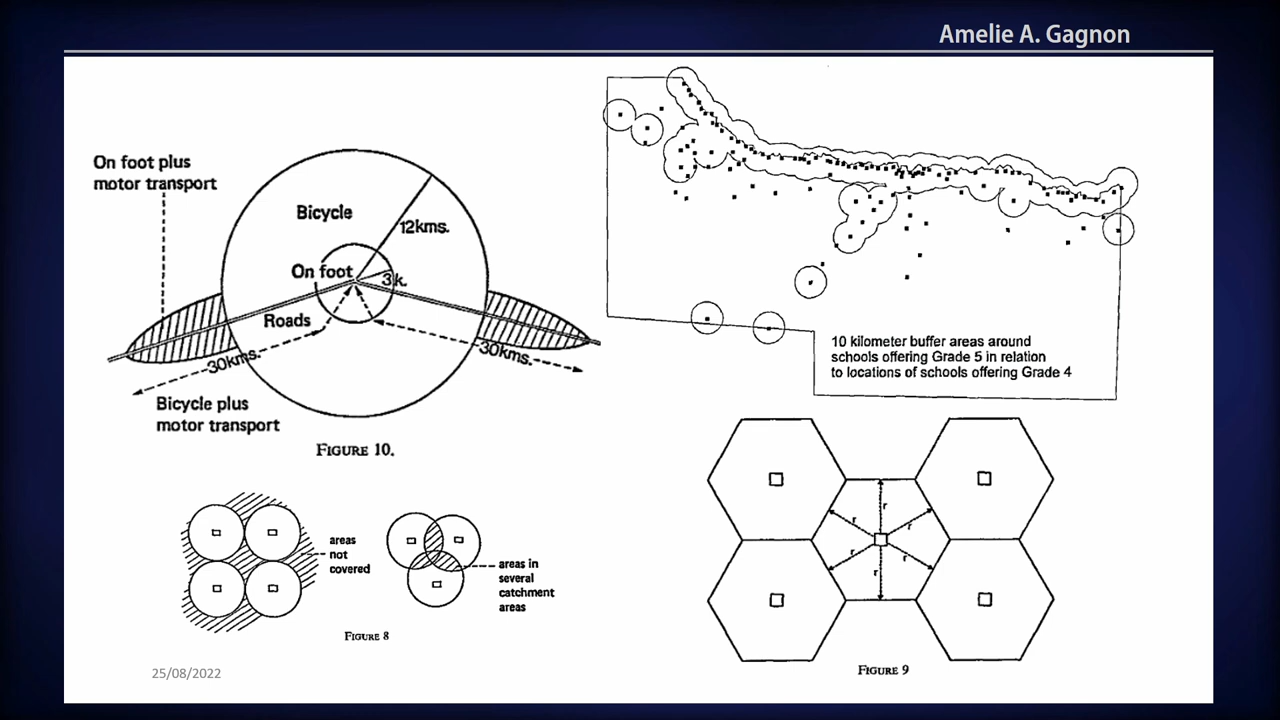 Amelie A. Gagnon
On foot plus
motor transport
Bicycle
12kms.
On foot
3k.
Roads
30kms.
30kms.
Bicycle plus
motor transport
FIGURE 10.
10 kilometer buffer areas around
schools offering Grade 5 in relation
to locations of schools offering Grade 4
areas
not
covered
areas in
several
catchment
areas
FIGURE 8
r
r
r
r
r
r
FIGURE 9
25/08/2022